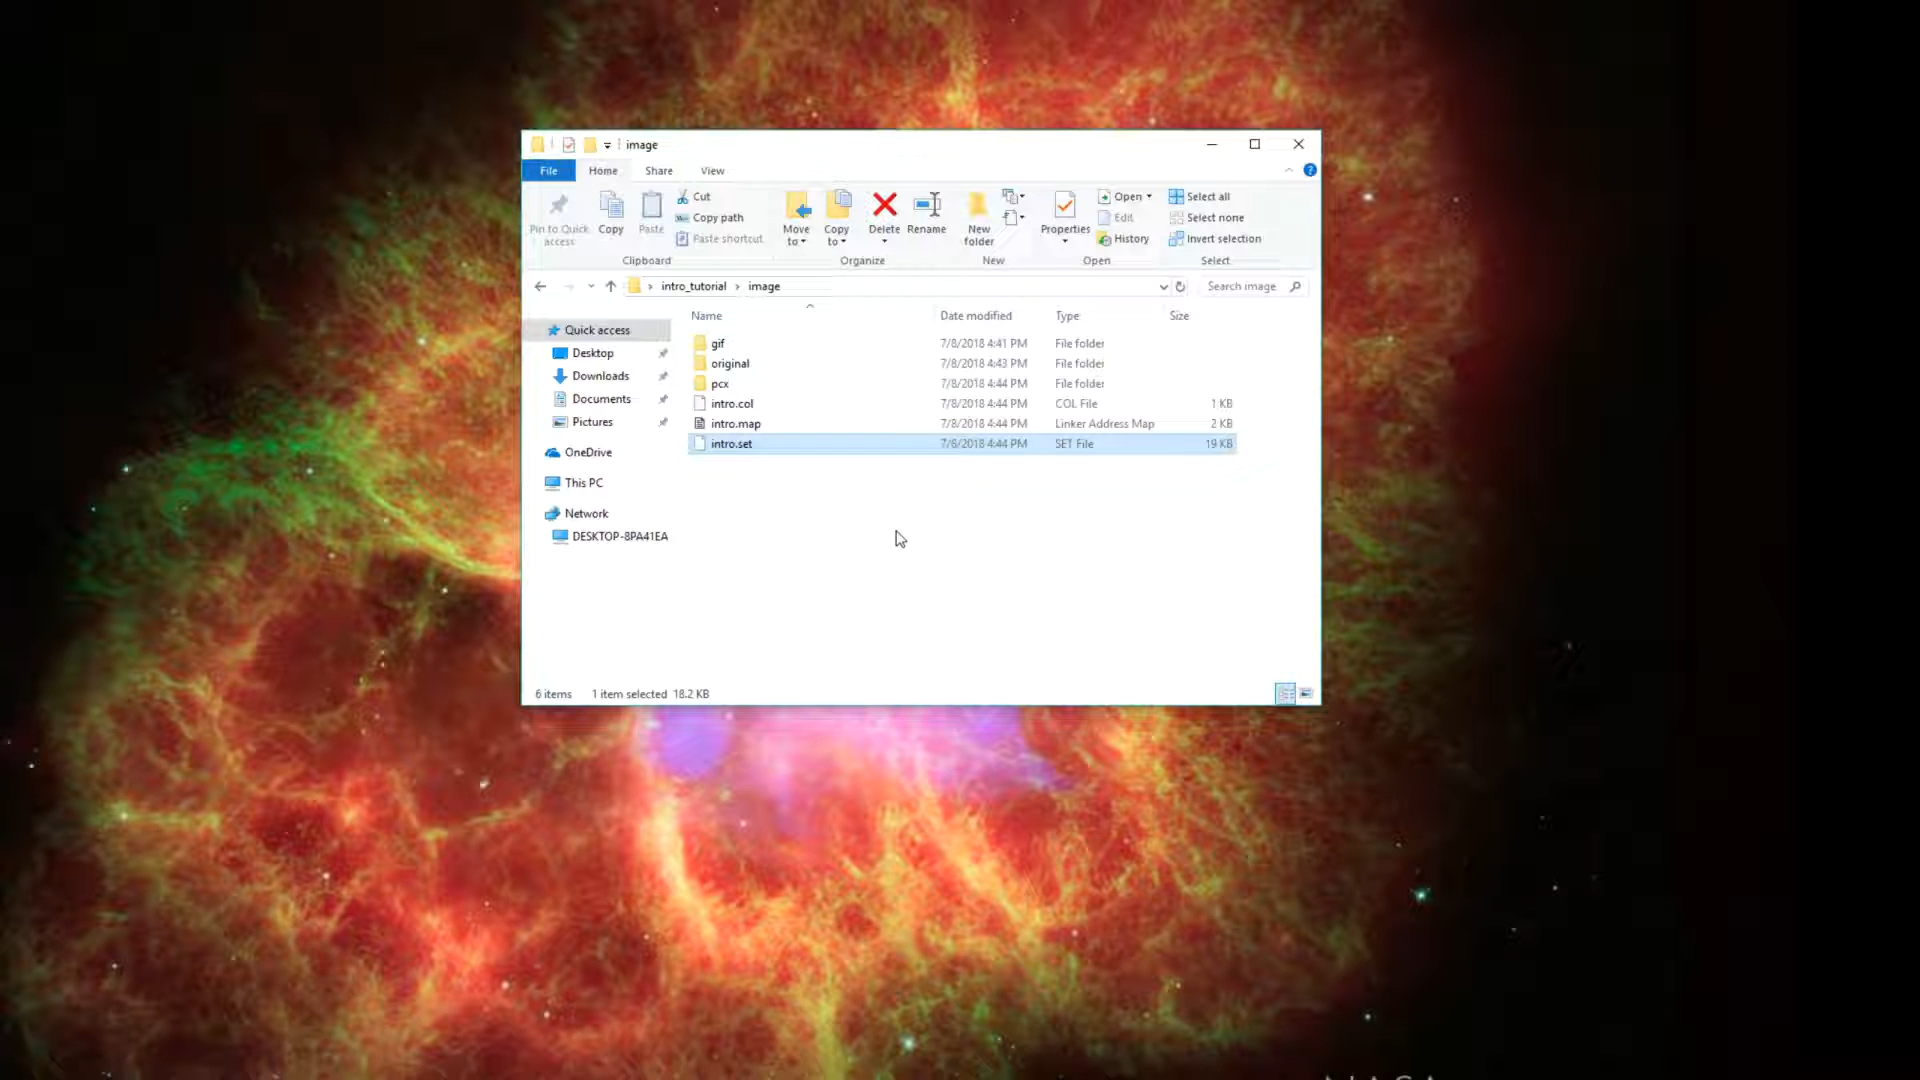 image
File Home Share View
Pin to Quick access
Copy
Paste
Cut
Copy path
Paste shortcut
Clipboard
Move to
Copy to
Delete
Rename
Organize
New folder
New
Properties
Open
Edit
History
Open
Select all
Select none
Invert selection
Select
intro_tutorial › image
Search image
Name Date modified Type Size
Quick access
Desktop
Downloads
Documents
Pictures
OneDrive
This PC
Network
DESKTOP-8PA41EA
gif 7/8/2018 4:41 PM File folder
original 7/8/2018 4:43 PM File folder
pcx 7/8/2018 4:44 PM File folder
intro.col 7/8/2018 4:44 PM COL File 1 KB
intro.map 7/8/2018 4:44 PM Linker Address Map 2 KB
intro.set 7/8/2018 4:44 PM SET File 19 KB
6 items 1 item selected 18.2 KB